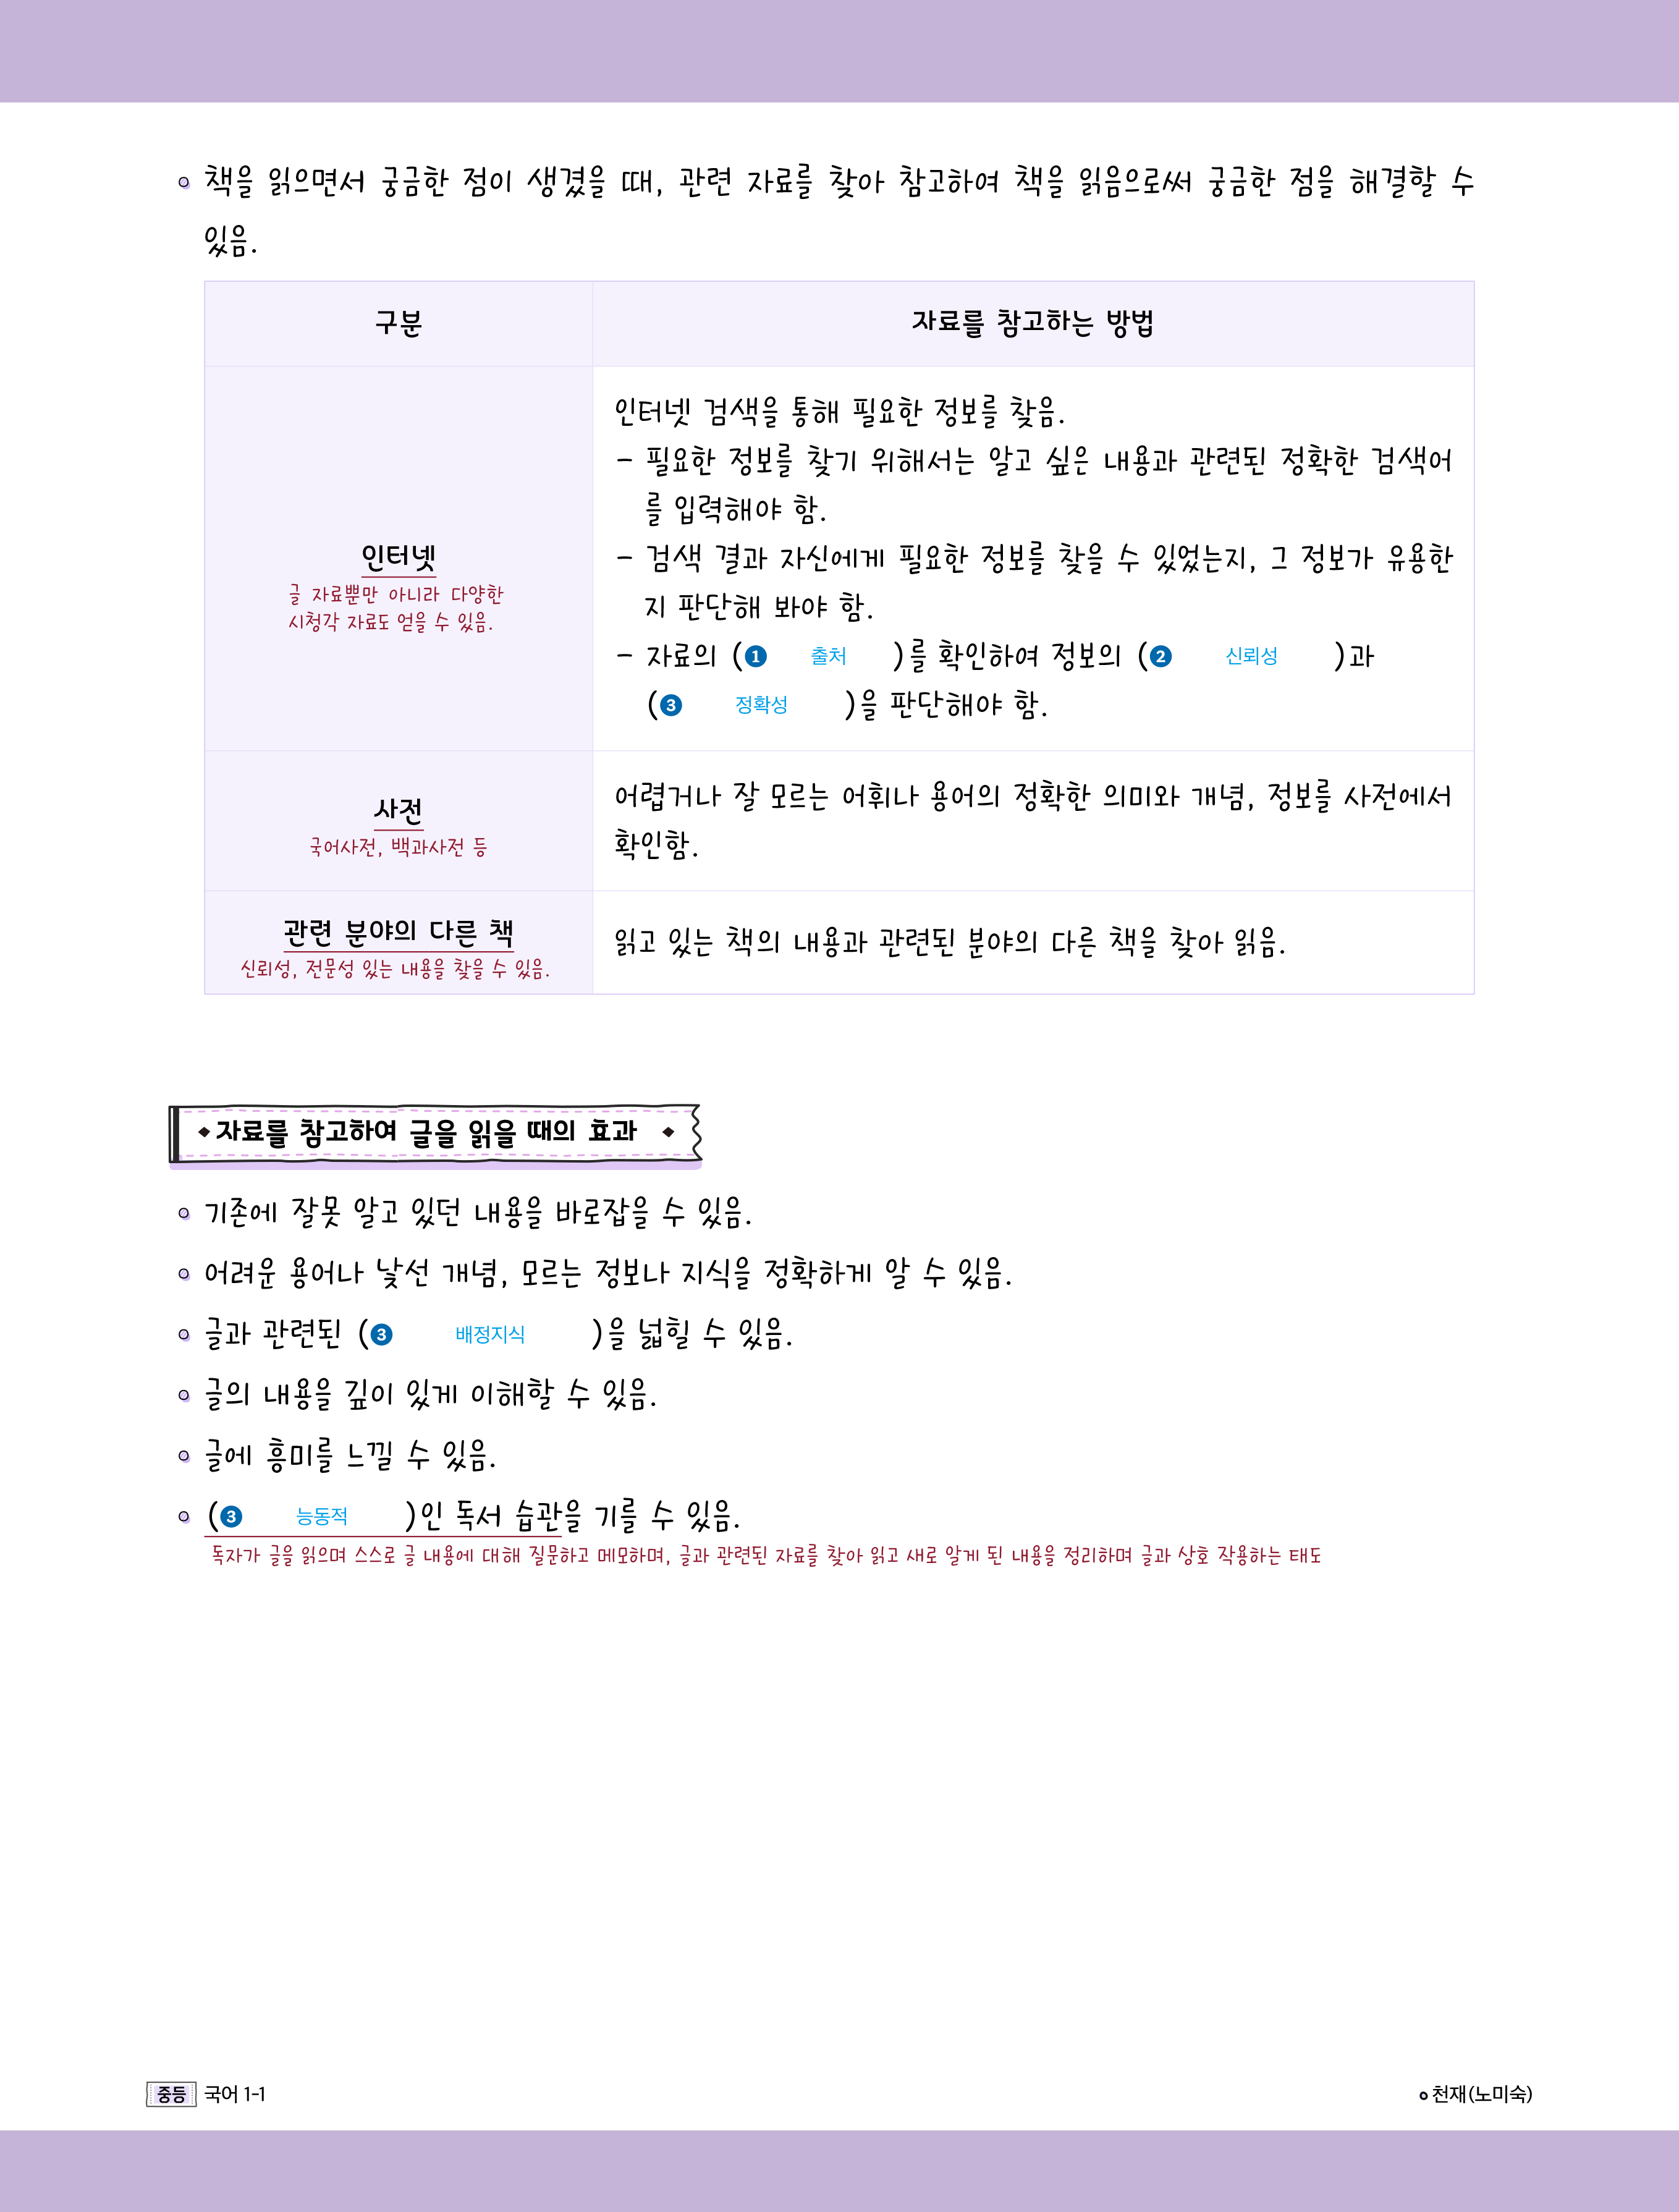 책을 읽으면서 궁금한 점이 생겼을 때, 관련 자료를 찾아 참고하여 책을 읽음으로써 궁금한 점을 해결할 수
있음.
구분 자료를 참고하는 방법
인터넷
글 자료뿐만 아니라 다양한
시청각 자료도 얻을 수 있음.
인터넷 검색을 통해 필요한 정보를 찾음.
- 필요한 정보를 찾기 위해서는 알고 싶은 내용과 관련된 정확한 검색어
를 입력해야 함.
- 검색 결과 자신에게 필요한 정보를 찾을 수 있었는지, 그 정보가 유용한
지 판단해 봐야 함.
- 자료의 (❶ 출처 )를 확인하여 정보의 (❷ 신뢰성 )과
(❸ 정확성 )을 판단해야 함.
사전
국어사전, 백과사전 등
어렵거나 잘 모르는 어휘나 용어의 정확한 의미와 개념, 정보를 사전에서
확인함.
관련 분야의 다른 책
신뢰성, 전문성 있는 내용을 찾을 수 있음.
읽고 있는 책의 내용과 관련된 분야의 다른 책을 찾아 읽음.
◆자료를 참고하여 글을 읽을 때의 효과 ◆
기존에 잘못 알고 있던 내용을 바로잡을 수 있음.
어려운 용어나 낯선 개념, 모르는 정보나 지식을 정확하게 알 수 있음.
글과 관련된 (❸ 배정지식 )을 넓힐 수 있음.
글의 내용을 깊이 있게 이해할 수 있음.
글에 흥미를 느낄 수 있음.
(❸ 능동적 )인 독서 습관을 기를 수 있음.
독자가 글을 읽으며 스스로 글 내용에 대해 질문하고 메모하며, 글과 관련된 자료를 찾아 읽고 새로 알게 된 내용을 정리하며 글과 상호 작용하는 태도
중등 국어 1-1
천재(노미숙)